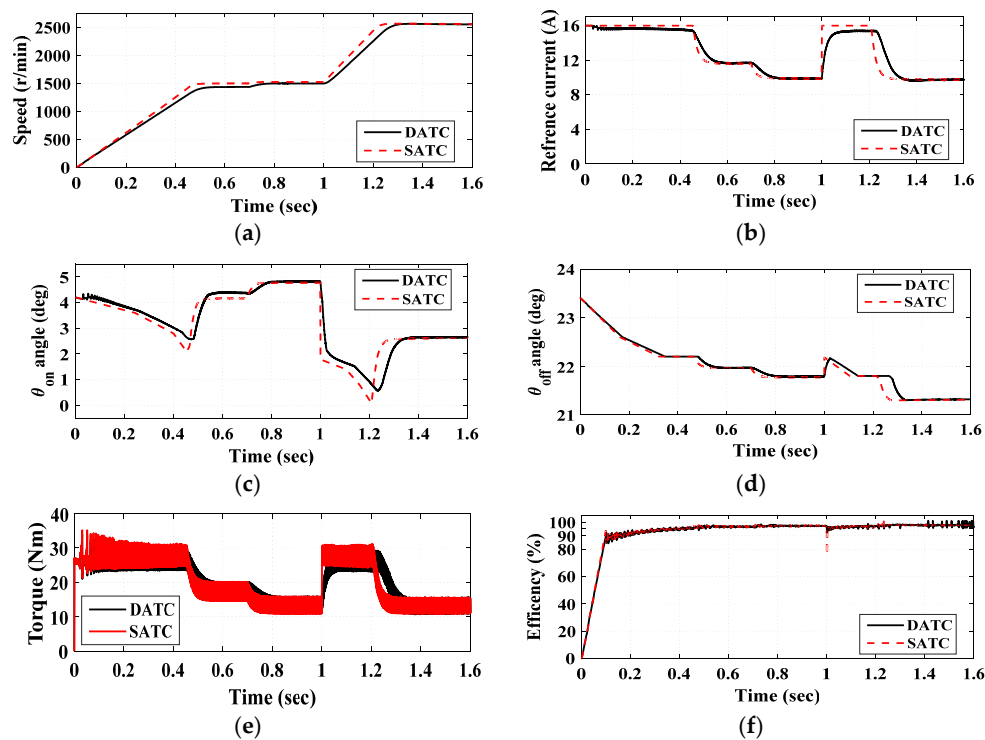 2500
2000
1500
1000
500
0
Speed (r/min)
DATC
SATC
0 0.2 0.4 0.6 0.8 1 1.2 1.4 1.6
Time (sec)
(a)
16
12
8
4
0
Refrence current (A)
DATC
SATC
0 0.2 0.4 0.6 0.8 1 1.2 1.4 1.6
Time (sec)
(b)
5
4
3
2
1
0
θon angle (deg)
DATC
SATC
0 0.2 0.4 0.6 0.8 1 1.2 1.4 1.6
Time (sec)
(c)
24
23
22
21
θoff angle (deg)
DATC
SATC
0 0.2 0.4 0.6 0.8 1 1.2 1.4 1.6
Time (sec)
(d)
40
30
20
10
0
Torque (Nm)
DATC
SATC
0 0.2 0.4 0.6 0.8 1 1.2 1.4 1.6
Time (sec)
(e)
100
90
80
60
40
20
0
Efficency (%)
DATC
SATC
0 0.2 0.4 0.6 0.8 1 1.2 1.4 1.6
Time (sec)
(f)